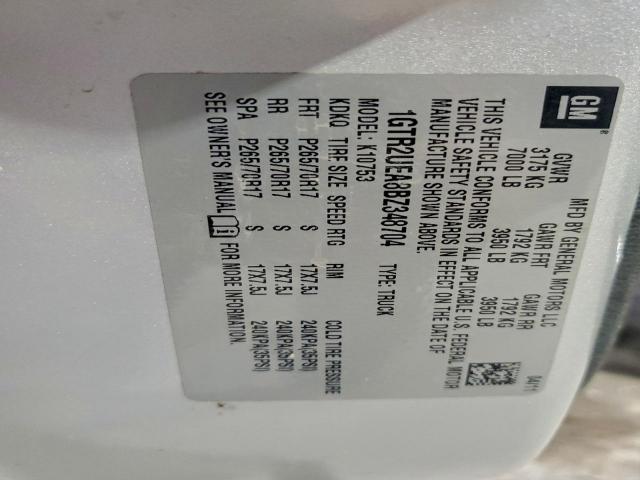 GM®
MFD BY GENERAL MOTORS LLC 04/11
GVWR GAWR FRT GAWR RR
3175 KG 1792 KG 1792 KG
7000 LB 3950 LB 3950 LB
THIS VEHICLE CONFORMS TO ALL APPLICABLE U.S. FEDERAL MOTOR
VEHICLE SAFETY STANDARDS IN EFFECT ON THE DATE OF
MANUFACTURE SHOWN ABOVE.
1GTR2UEA8BZ348704 TYPE: TRUCK
MODEL: K10753
KDKQ TIRE SIZE SPEED RTG RIM COLD TIRE PRESSURE
FRT P265/70R17 S 17X7.5J 240KPA(35PSI)
RR P265/70R17 S 17X7.5J 240KPA(35PSI)
SPA P265/70R17 S 17X7.5J 240KPA(35PSI)
SEE OWNER'S MANUAL FOR MORE INFORMATION.